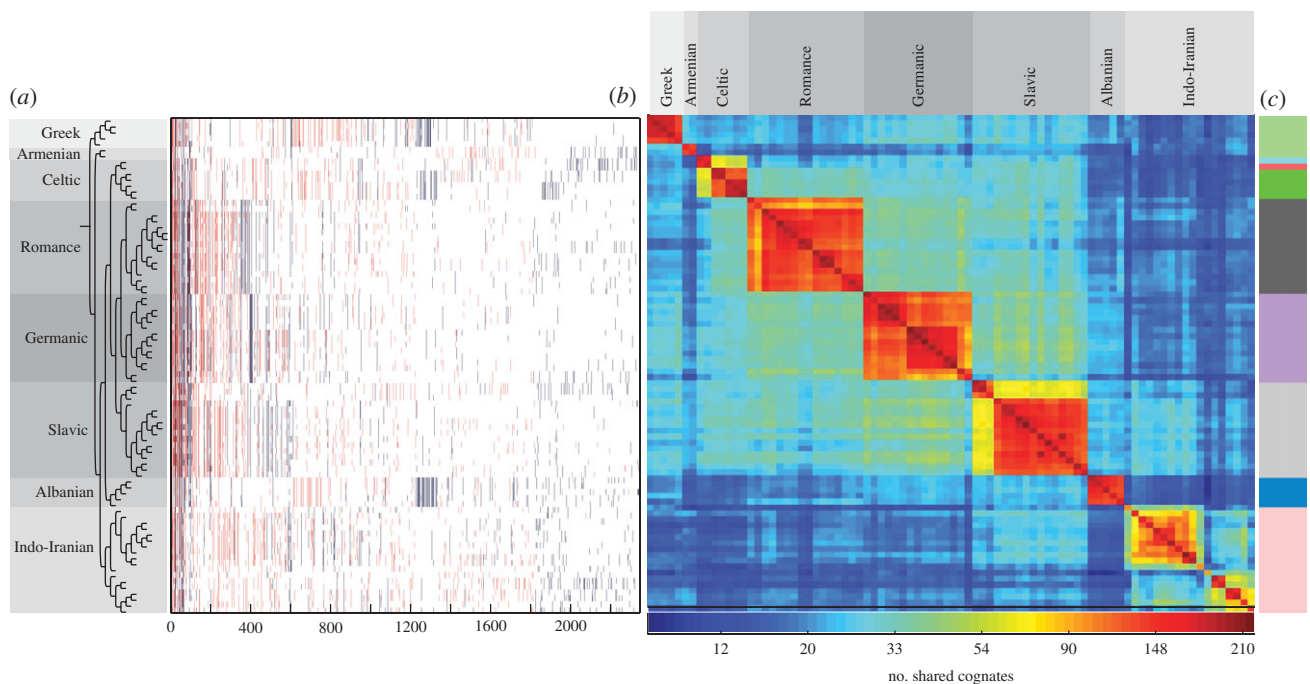 (a)
Greek
Armenian
Celtic
Romance
Germanic
Slavic
Albanian
Indo-Iranian
0 400 800 1200 1600 2000
(b)
Greek
Armenian
Celtic
Romance
Germanic
Slavic
Albanian
Indo-Iranian
12 20 33 54 90 148 210
no. shared cognates
(c)